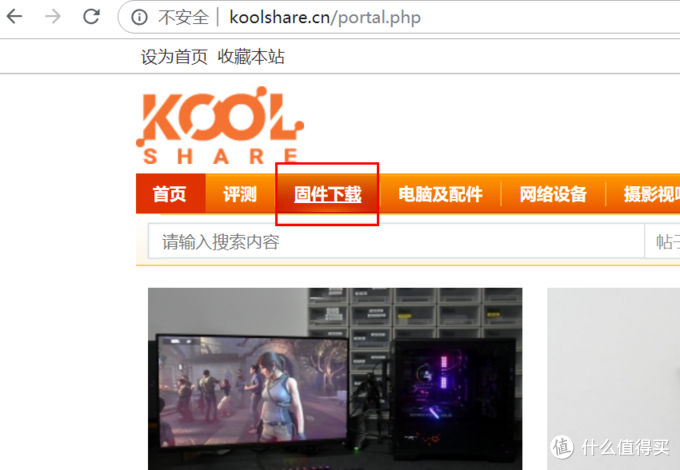 不安全 | koolshare.cn/portal.php
设为首页 收藏本站
KOOL
SHARE
首页 评测 固件下载 电脑及配件 网络设备 摄影视
请输入搜索内容 帖子
值 什么值得买